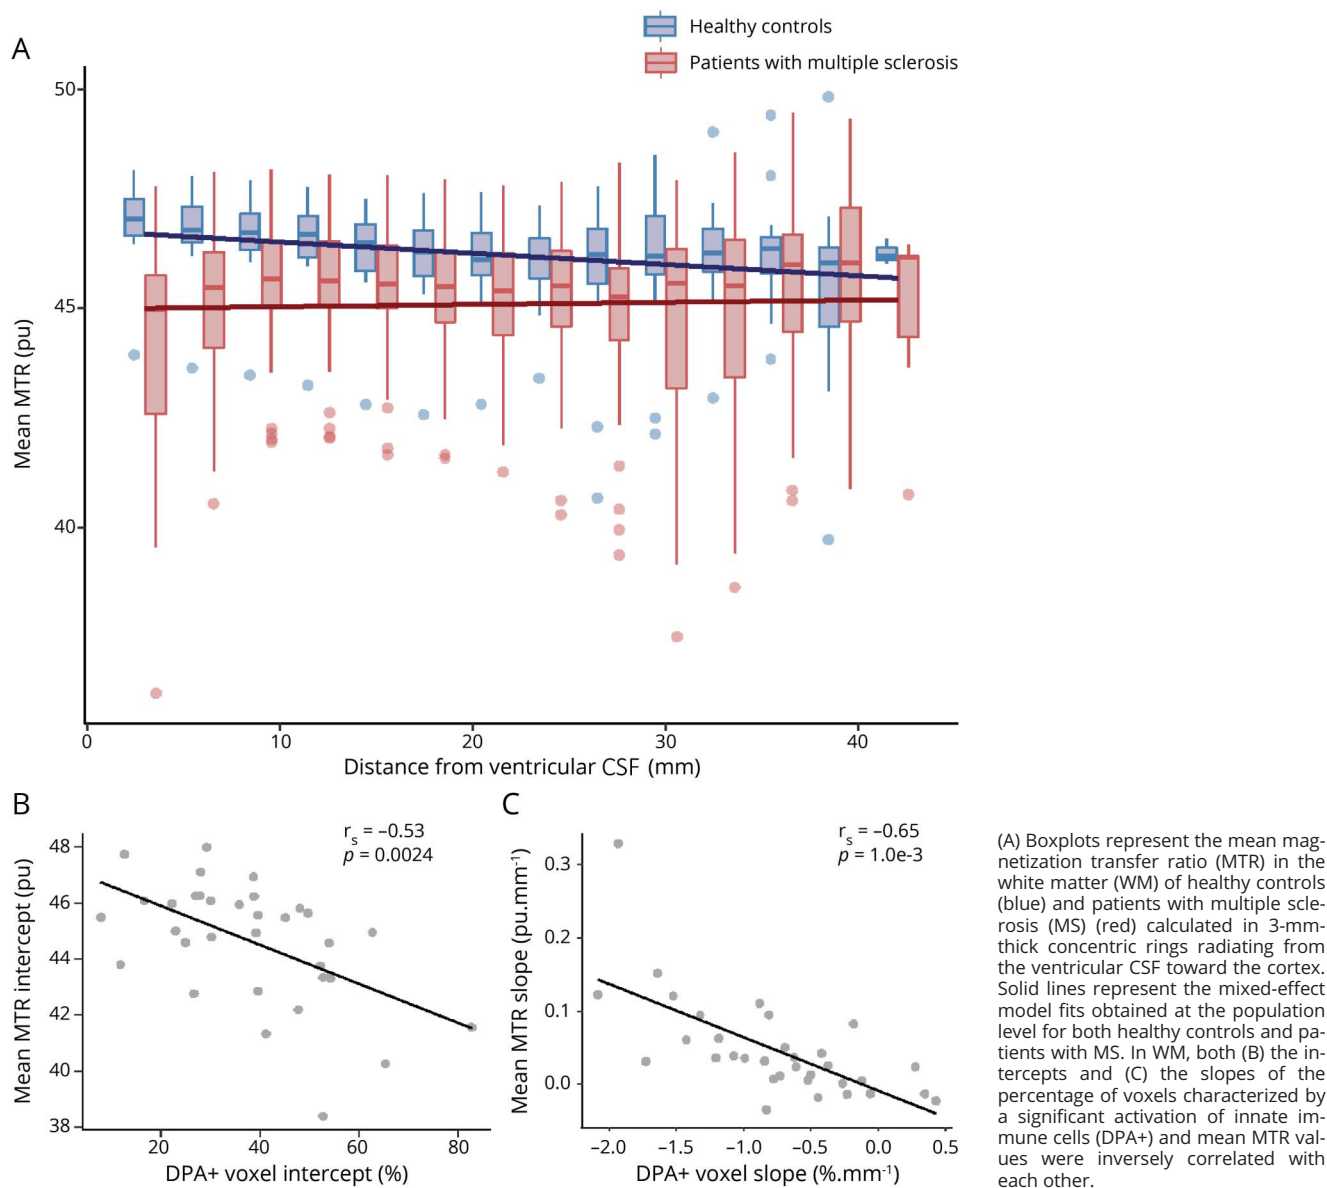 Healthy controls
Patients with multiple sclerosis
A
50
45
40
Mean MTR (pu)
0 10 20 30 40
Distance from ventricular CSF (mm)
B
rs = –0.53
p = 0.0024
48
46
44
42
40
38
Mean MTR intercept (pu)
20 40 60 80
DPA+ voxel intercept (%)
C
rs = –0.65
p = 1.0e-3
0.3
0.2
0.1
0.0
Mean MTR slope (pu.mm⁻¹)
–2.0 –1.5 –1.0 –0.5 0.0 0.5
DPA+ voxel slope (%.mm⁻¹)
(A) Boxplots represent the mean mag-
netization transfer ratio (MTR) in the
white matter (WM) of healthy controls
(blue) and patients with multiple scle-
rosis (MS) (red) calculated in 3-mm-
thick concentric rings radiating from
the ventricular CSF toward the cortex.
Solid lines represent the mixed-effect
model fits obtained at the population
level for both healthy controls and pa-
tients with MS. In WM, both (B) the in-
tercepts and (C) the slopes of the
percentage of voxels characterized by
a significant activation of innate im-
mune cells (DPA+) and mean MTR val-
ues were inversely correlated with
each other.